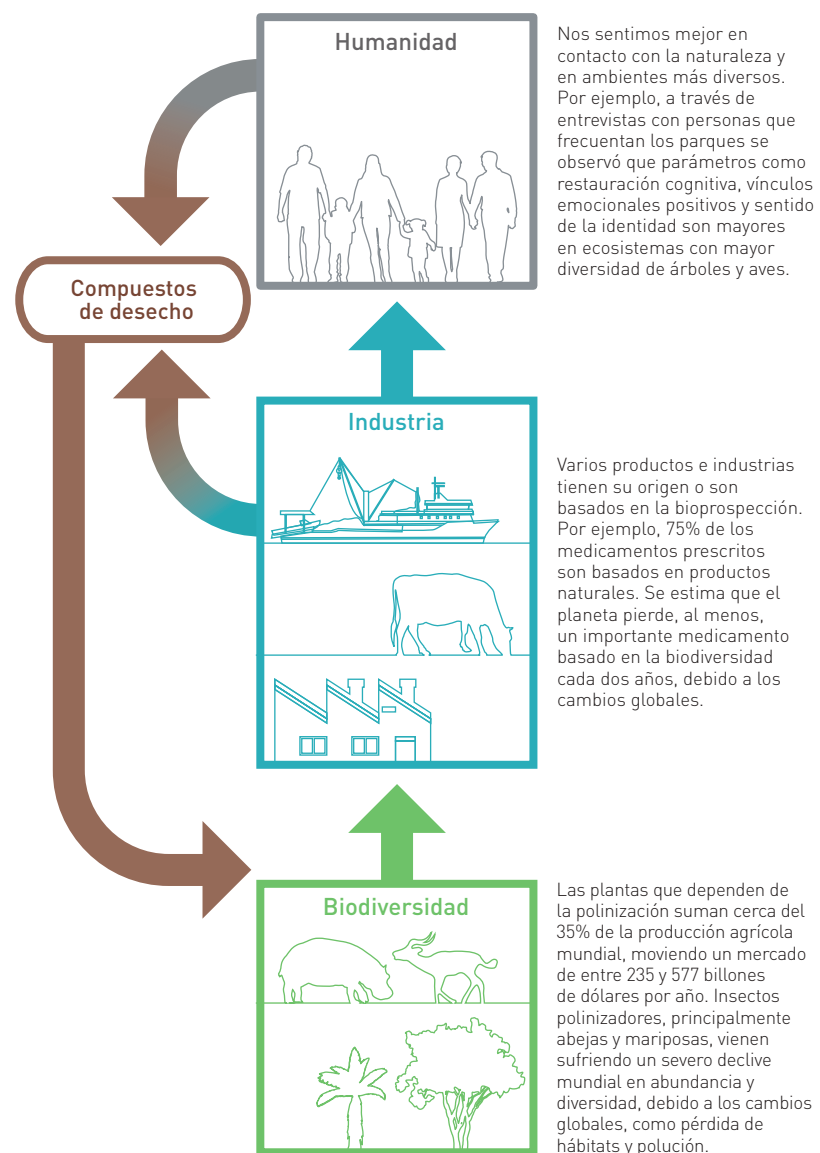 Humanidad
Nos sentimos mejor en
contacto con la naturaleza y
en ambientes más diversos.
Por ejemplo, a través de
entrevistas con personas que
frecuentan los parques se
observó que parámetros como
restauración cognitiva, vínculos
emocionales positivos y sentido
de la identidad son mayores
en ecosistemas con mayor
diversidad de árboles y aves.
Compuestos
de desecho
Industria
Varios productos e industrias
tienen su origen o son
basados en la bioprospección.
Por ejemplo, 75% de los
medicamentos prescritos
son basados en productos
naturales. Se estima que el
planeta pierde, al menos,
un importante medicamento
basado en la biodiversidad
cada dos años, debido a los
cambios globales.
Biodiversidad
Las plantas que dependen de
la polinización suman cerca del
35% de la producción agrícola
mundial, moviendo un mercado
de entre 235 y 577 billones
de dólares por año. Insectos
polinizadores, principalmente
abejas y mariposas, vienen
sufriendo un severo declive
mundial en abundancia y
diversidad, debido a los cambios
globales, como pérdida de
hábitats y polución.